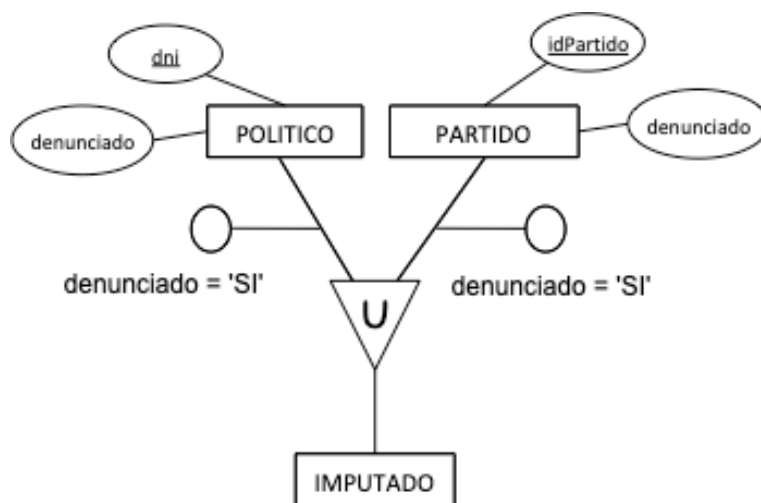 dni
idPartido
denunciado
POLITICO
PARTIDO
denunciado
denunciado = 'SI'
denunciado = 'SI'
U
IMPUTADO